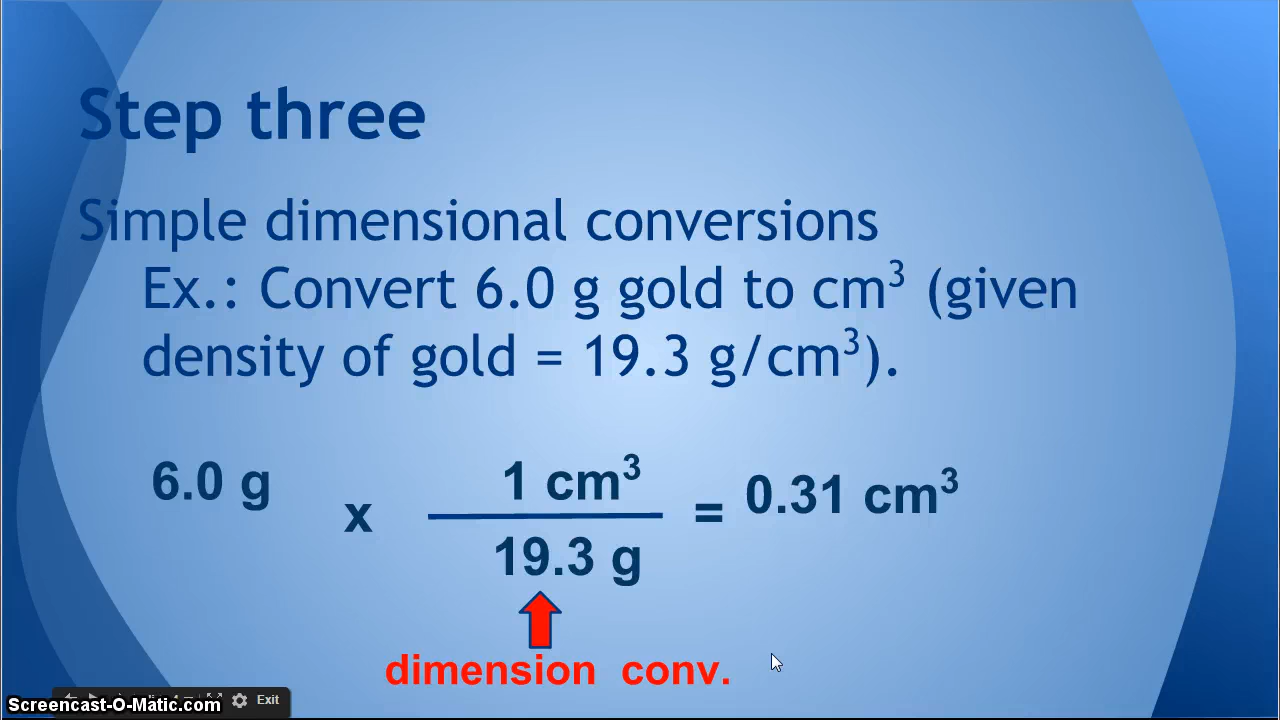 Step three
Simple dimensional conversions
Ex.: Convert 6.0 g gold to cm³ (given
density of gold = 19.3 g/cm³).
6.0 g x 1 cm³ = 0.31 cm³
19.3 g
dimension conv.
Exit
Screencast-O-Matic.com